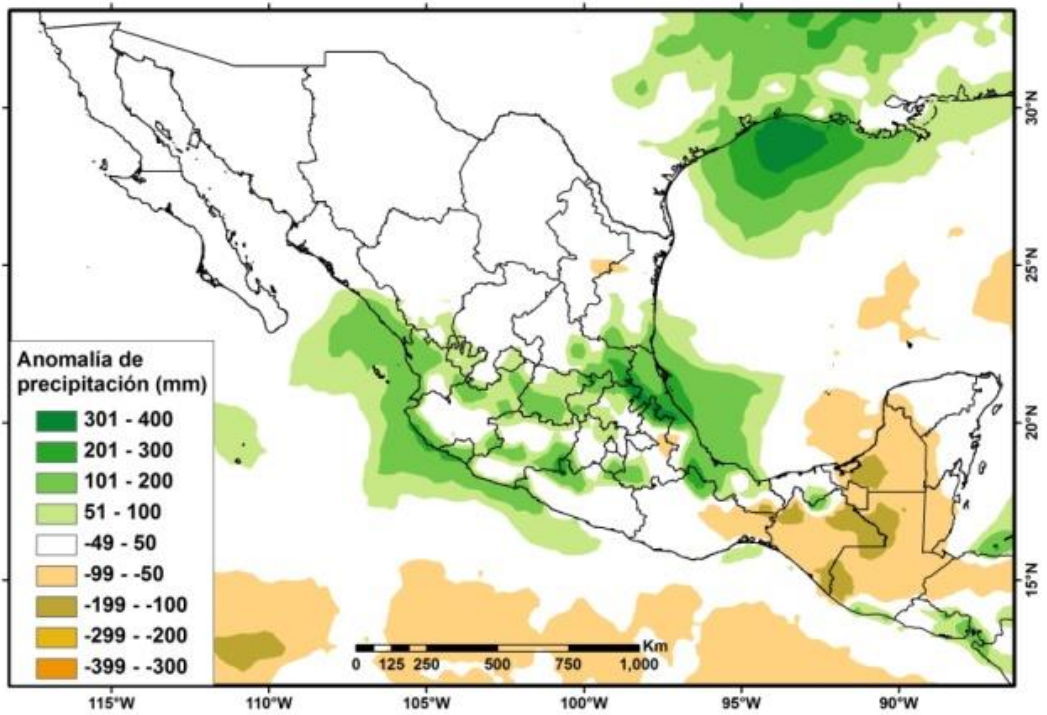 Anomalía de
precipitación (mm)
301 - 400
201 - 300
101 - 200
51 - 100
-49 - 50
-99 - -50
-199 - -100
-299 - -200
-399 - -300
Km
0 125 250 500 750 1,000
30°N
25°N
20°N
15°N
115°W 110°W 105°W 100°W 95°W 90°W